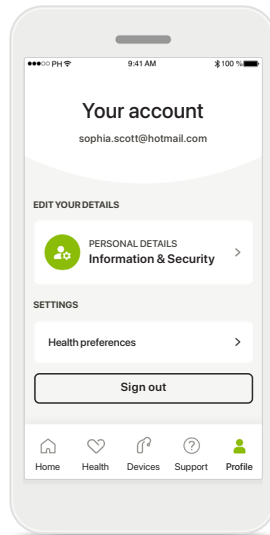 PH 9:41 AM 100 %
Your account
sophia.scott@hotmail.com
EDIT YOUR DETAILS
PERSONAL DETAILS
Information & Security
SETTINGS
Health preferences
Sign out
Home Health Devices Support Profile